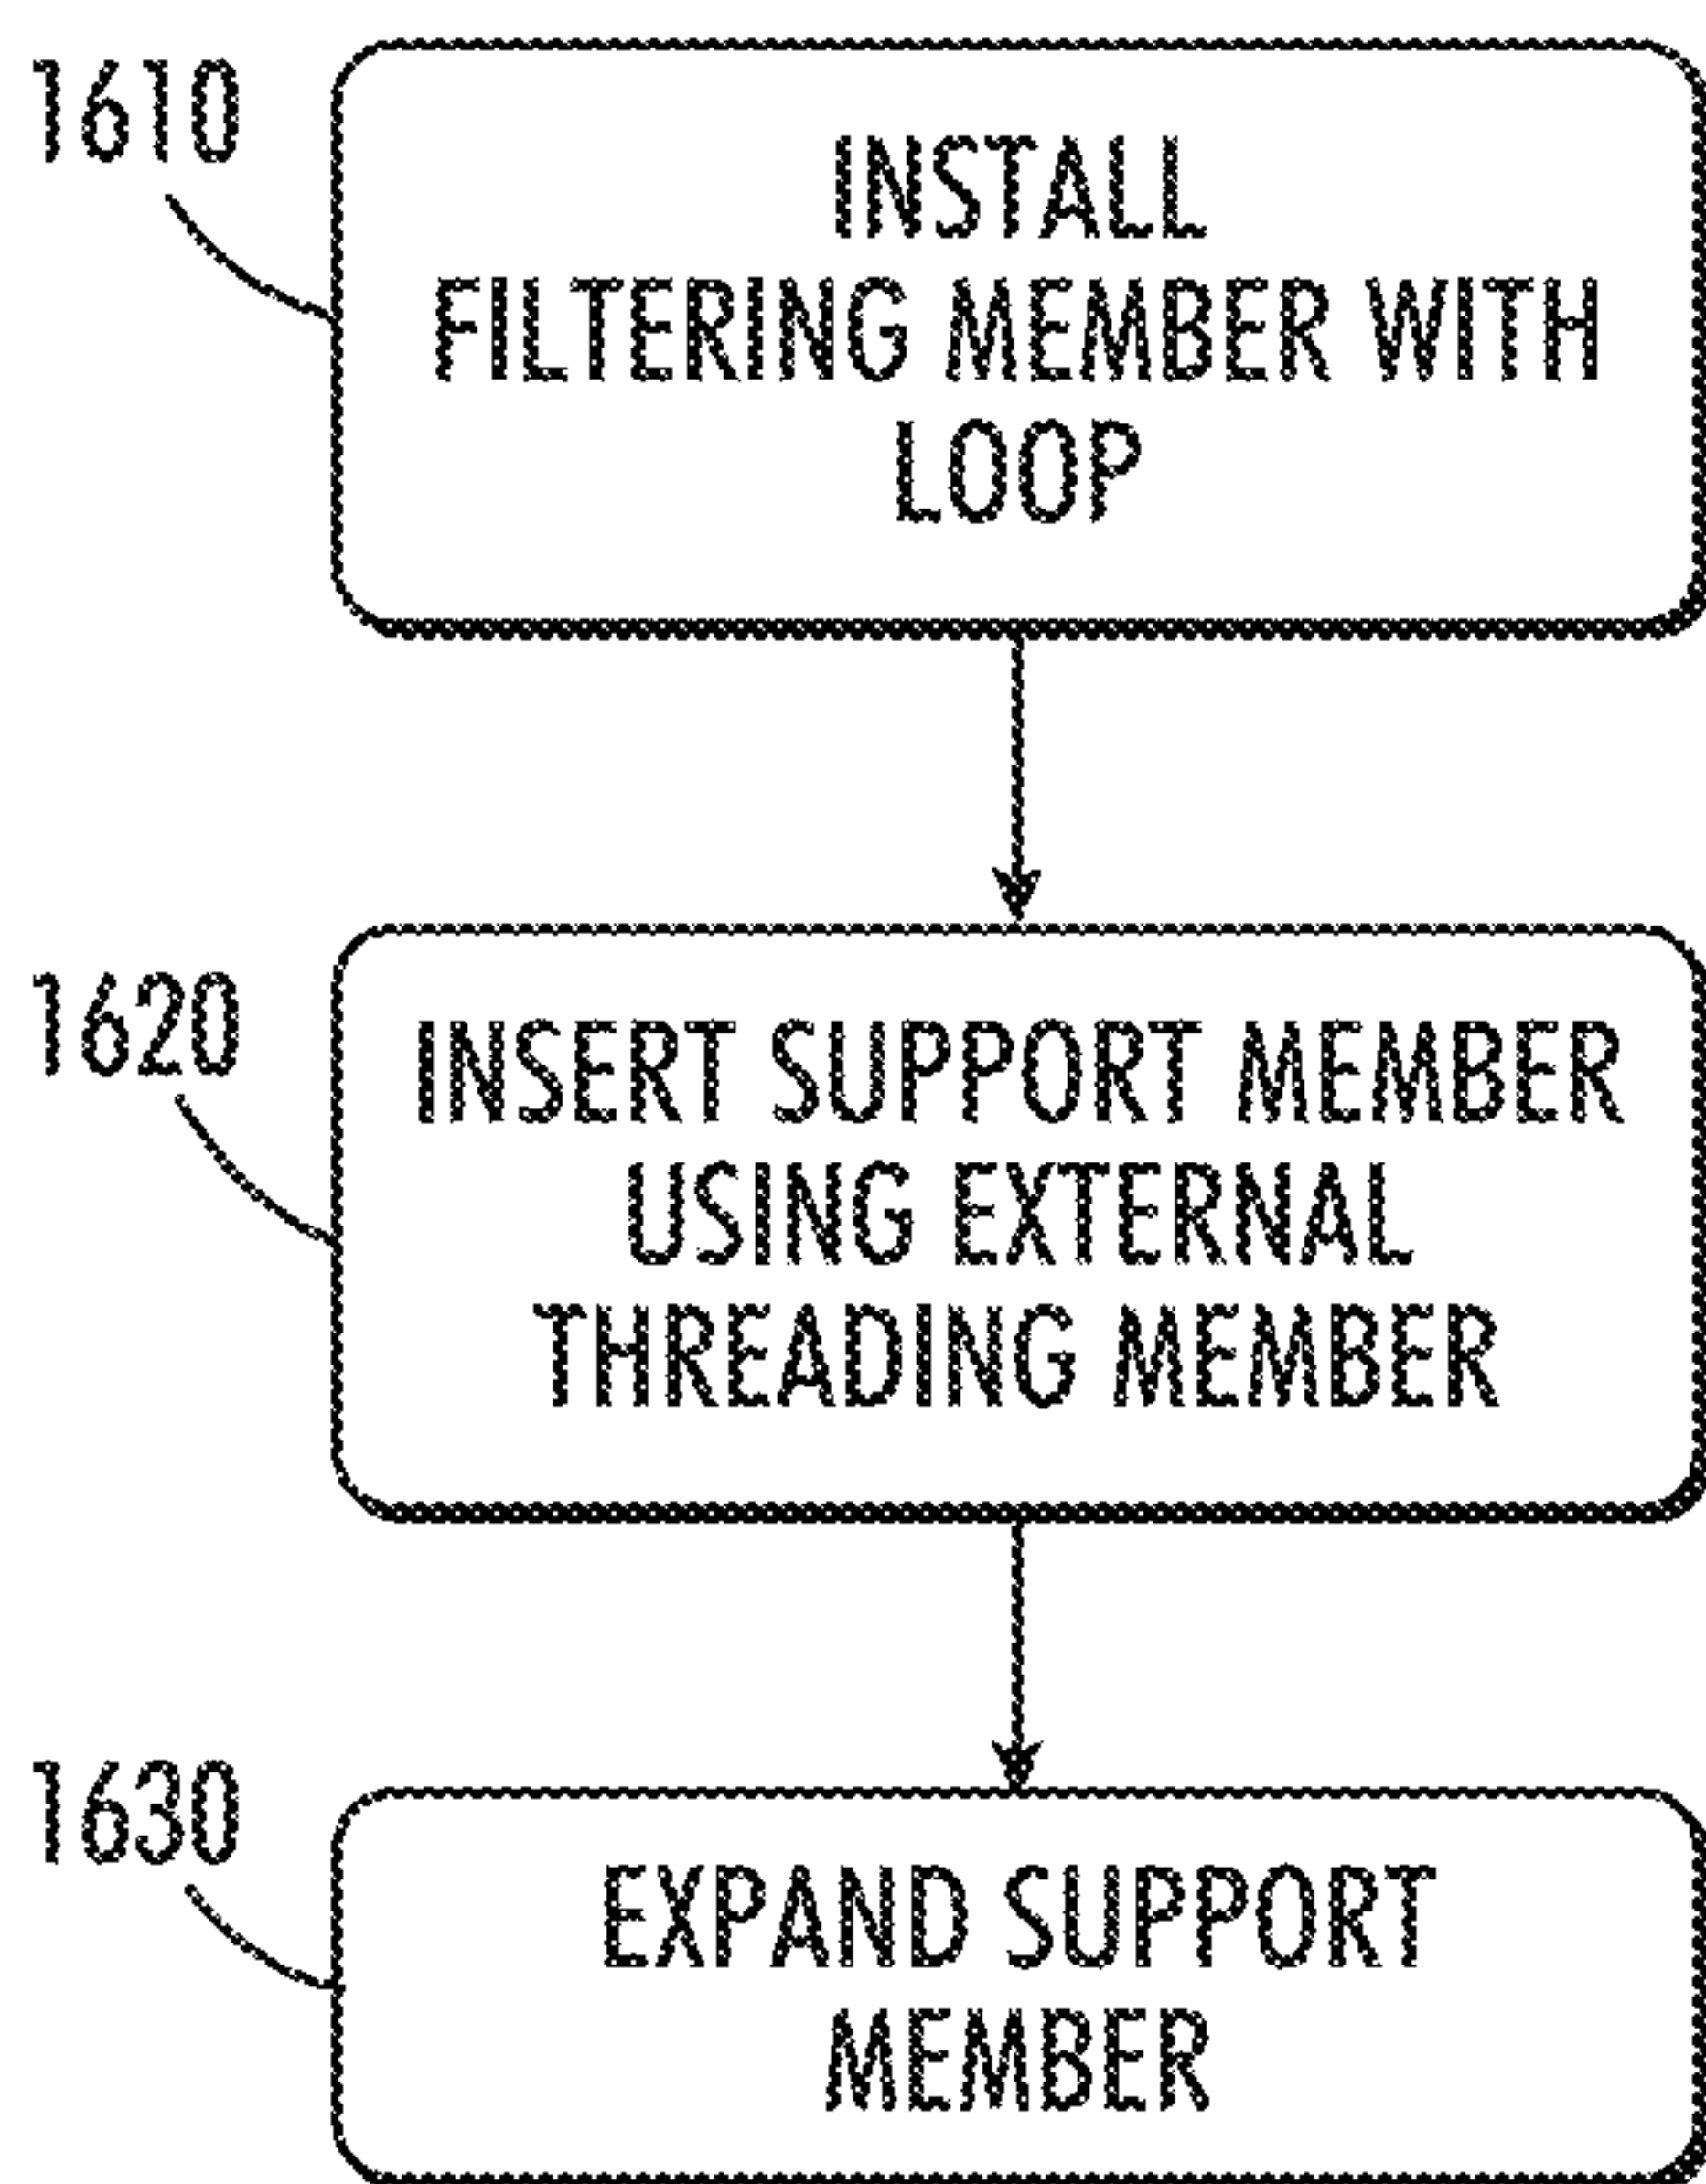 1610
INSTALL
FILTERING MEMBER WITH
LOOP
1620
INSERT SUPPORT MEMBER
USING EXTERNAL
THREADING MEMBER
1630
EXPAND SUPPORT
MEMBER